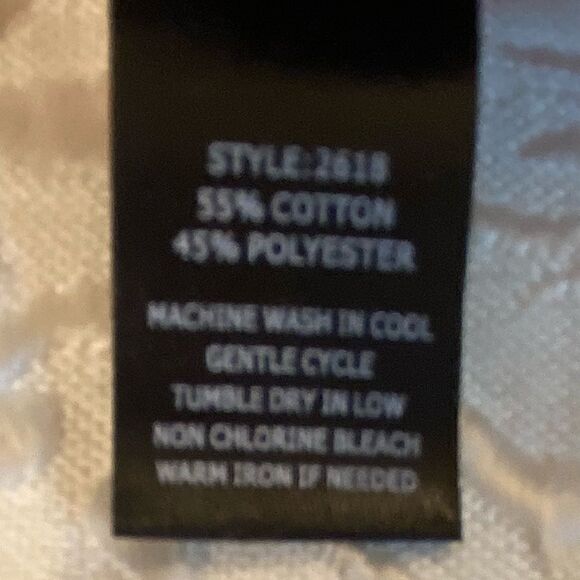 STYLE:2618
55% COTTON
45% POLYESTER
MACHINE WASH IN COOL
GENTLE CYCLE
TUMBLE DRY IN LOW
NON CHLORINE BLEACH
WARM IRON IF NEEDED